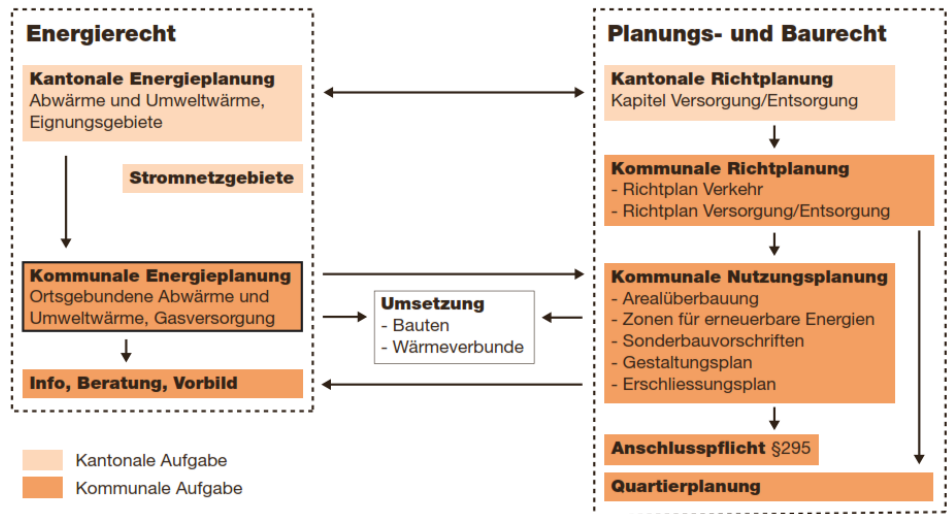 Energierecht
Kantonale Energieplanung
Abwärme und Umweltwärme,
Eignungsgebiete
Stromnetzgebiete
Kommunale Energieplanung
Ortsgebundene Abwärme und
Umweltwärme, Gasversorgung
Info, Beratung, Vorbild
Umsetzung
- Bauten
- Wärmeverbunde
Planungs- und Baurecht
Kantonale Richtplanung
Kapitel Versorgung/Entsorgung
Kommunale Richtplanung
- Richtplan Verkehr
- Richtplan Versorgung/Entsorgung
Kommunale Nutzungsplanung
- Arealüberbauung
- Zonen für erneuerbare Energien
- Sonderbauvorschriften
- Gestaltungsplan
- Erschliessungsplan
Anschlusspflicht §295
Quartierplanung
Kantonale Aufgabe
Kommunale Aufgabe